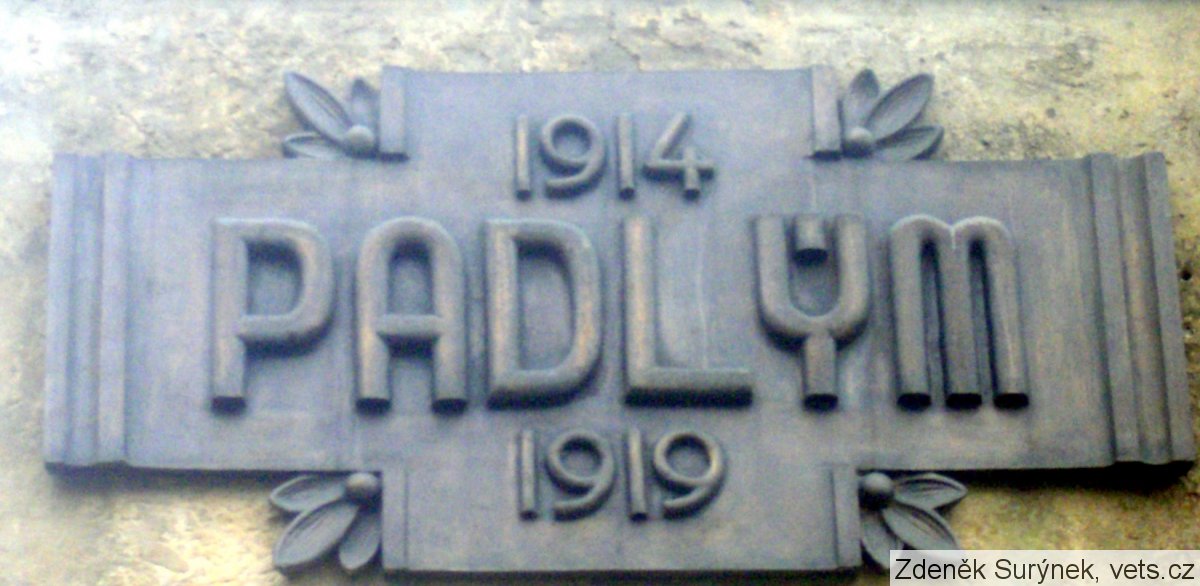 1914
PADLÝM
1919
Zdeněk Surýnek, vets.cz